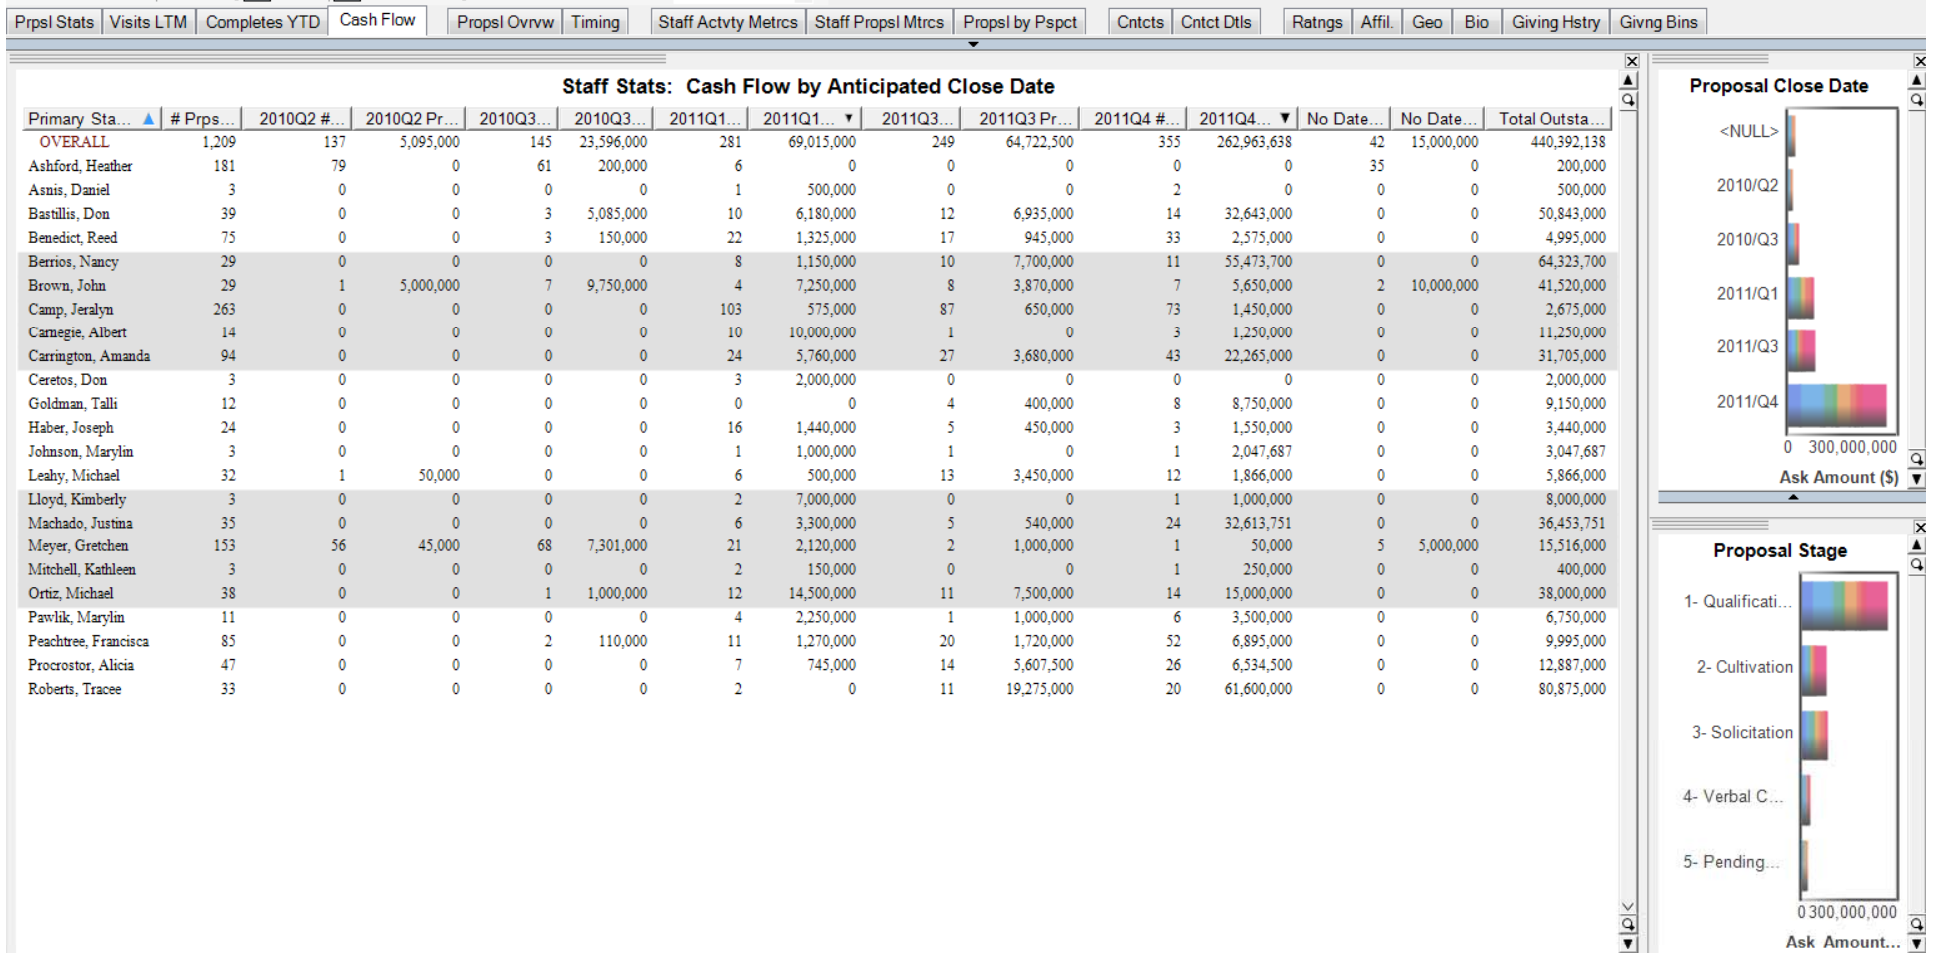 Prpsl Stats Visits LTM Completes YTD Cash Flow Propsl Ovrvw Timing Staff Actvty Metrcs Staff Propsl Mtrcs Propsl by Pspct Cntcts Cntct Dtls Ratngs Affil. Geo Bio Giving Hstry Givng Bins
Staff Stats: Cash Flow by Anticipated Close Date
Primary Sta... # Prps... 2010Q2 #... 2010Q2 Pr... 2010Q3... 2010Q3... 2011Q1... 2011Q1... 2011Q3... 2011Q3 Pr... 2011Q4 #... 2011Q4... No Date... No Date... Total Outsta...
OVERALL 1,209 137 5,095,000 145 23,596,000 281 69,015,000 249 64,722,500 355 262,963,638 42 15,000,000 440,392,138
Ashford, Heather 181 79 0 61 200,000 6 0 0 0 0 0 35 0 200,000
Asnis, Daniel 3 0 0 0 0 1 500,000 0 0 2 0 0 0 500,000
Bastillis, Don 39 0 0 3 5,085,000 10 6,180,000 12 6,935,000 14 32,643,000 0 0 50,843,000
Benedict, Reed 75 0 0 3 150,000 22 1,325,000 17 945,000 33 2,575,000 0 0 4,995,000
Berrios, Nancy 29 0 0 0 0 8 1,150,000 10 7,700,000 11 55,473,700 0 0 64,323,700
Brown, John 29 1 5,000,000 7 9,750,000 4 7,250,000 8 3,870,000 7 5,650,000 2 10,000,000 41,520,000
Camp, Jeralyn 263 0 0 0 0 103 575,000 87 650,000 73 1,450,000 0 0 2,675,000
Carnegie, Albert 14 0 0 0 0 10 10,000,000 1 0 3 1,250,000 0 0 11,250,000
Carrington, Amanda 94 0 0 0 0 24 5,760,000 27 3,680,000 43 22,265,000 0 0 31,705,000
Ceretos, Don 3 0 0 0 0 3 2,000,000 0 0 0 0 0 0 2,000,000
Goldman, Talli 12 0 0 0 0 0 0 4 400,000 8 8,750,000 0 0 9,150,000
Haber, Joseph 24 0 0 0 0 16 1,440,000 5 450,000 3 1,550,000 0 0 3,440,000
Johnson, Marylin 3 0 0 0 0 1 1,000,000 1 0 1 2,047,687 0 0 3,047,687
Leahy, Michael 32 1 50,000 0 0 6 500,000 13 3,450,000 12 1,866,000 0 0 5,866,000
Lloyd, Kimberly 3 0 0 0 0 2 7,000,000 0 0 1 1,000,000 0 0 8,000,000
Machado, Justina 35 0 0 0 0 6 3,300,000 5 540,000 24 32,613,751 0 0 36,453,751
Meyer, Gretchen 153 56 45,000 68 7,301,000 21 2,120,000 2 1,000,000 1 50,000 5 5,000,000 15,516,000
Mitchell, Kathleen 3 0 0 0 0 2 150,000 0 0 1 250,000 0 0 400,000
Ortiz, Michael 38 0 0 1 1,000,000 12 14,500,000 11 7,500,000 14 15,000,000 0 0 38,000,000
Pawlik, Marylin 11 0 0 0 0 4 2,250,000 1 1,000,000 6 3,500,000 0 0 6,750,000
Peachtree, Francisca 85 0 0 2 110,000 11 1,270,000 20 1,720,000 52 6,895,000 0 0 9,995,000
Procrostor, Alicia 47 0 0 0 0 7 745,000 14 5,607,500 26 6,534,500 0 0 12,887,000
Roberts, Tracee 33 0 0 0 0 2 0 11 19,275,000 20 61,600,000 0 0 80,875,000
Proposal Close Date
<NULL>
2010/Q2
2010/Q3
2011/Q1
2011/Q3
2011/Q4
0 300,000,000
Ask Amount ($)
Proposal Stage
1- Qualificati...
2- Cultivation
3- Solicitation
4- Verbal C...
5- Pending...
0 300,000,000
Ask Amount...